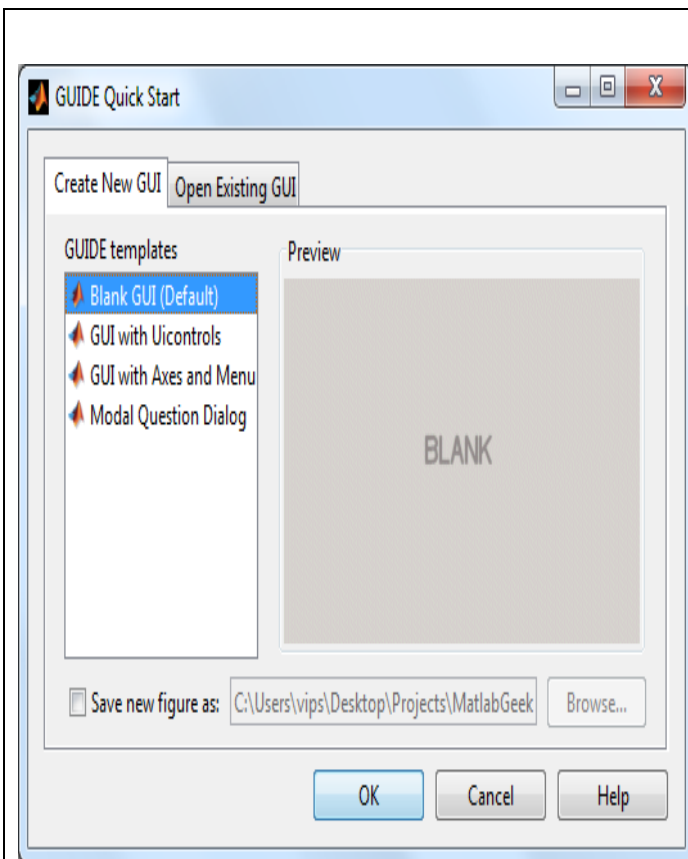 GUIDE Quick Start
Create New GUI
Open Existing GUI
GUIDE templates
Blank GUI (Default)
GUI with Uicontrols
GUI with Axes and Menu
Modal Question Dialog
Preview
BLANK
Save new figure as:
C:\Users\vips\Desktop\Projects\MatlabGeek
Browse...
OK
Cancel
Help